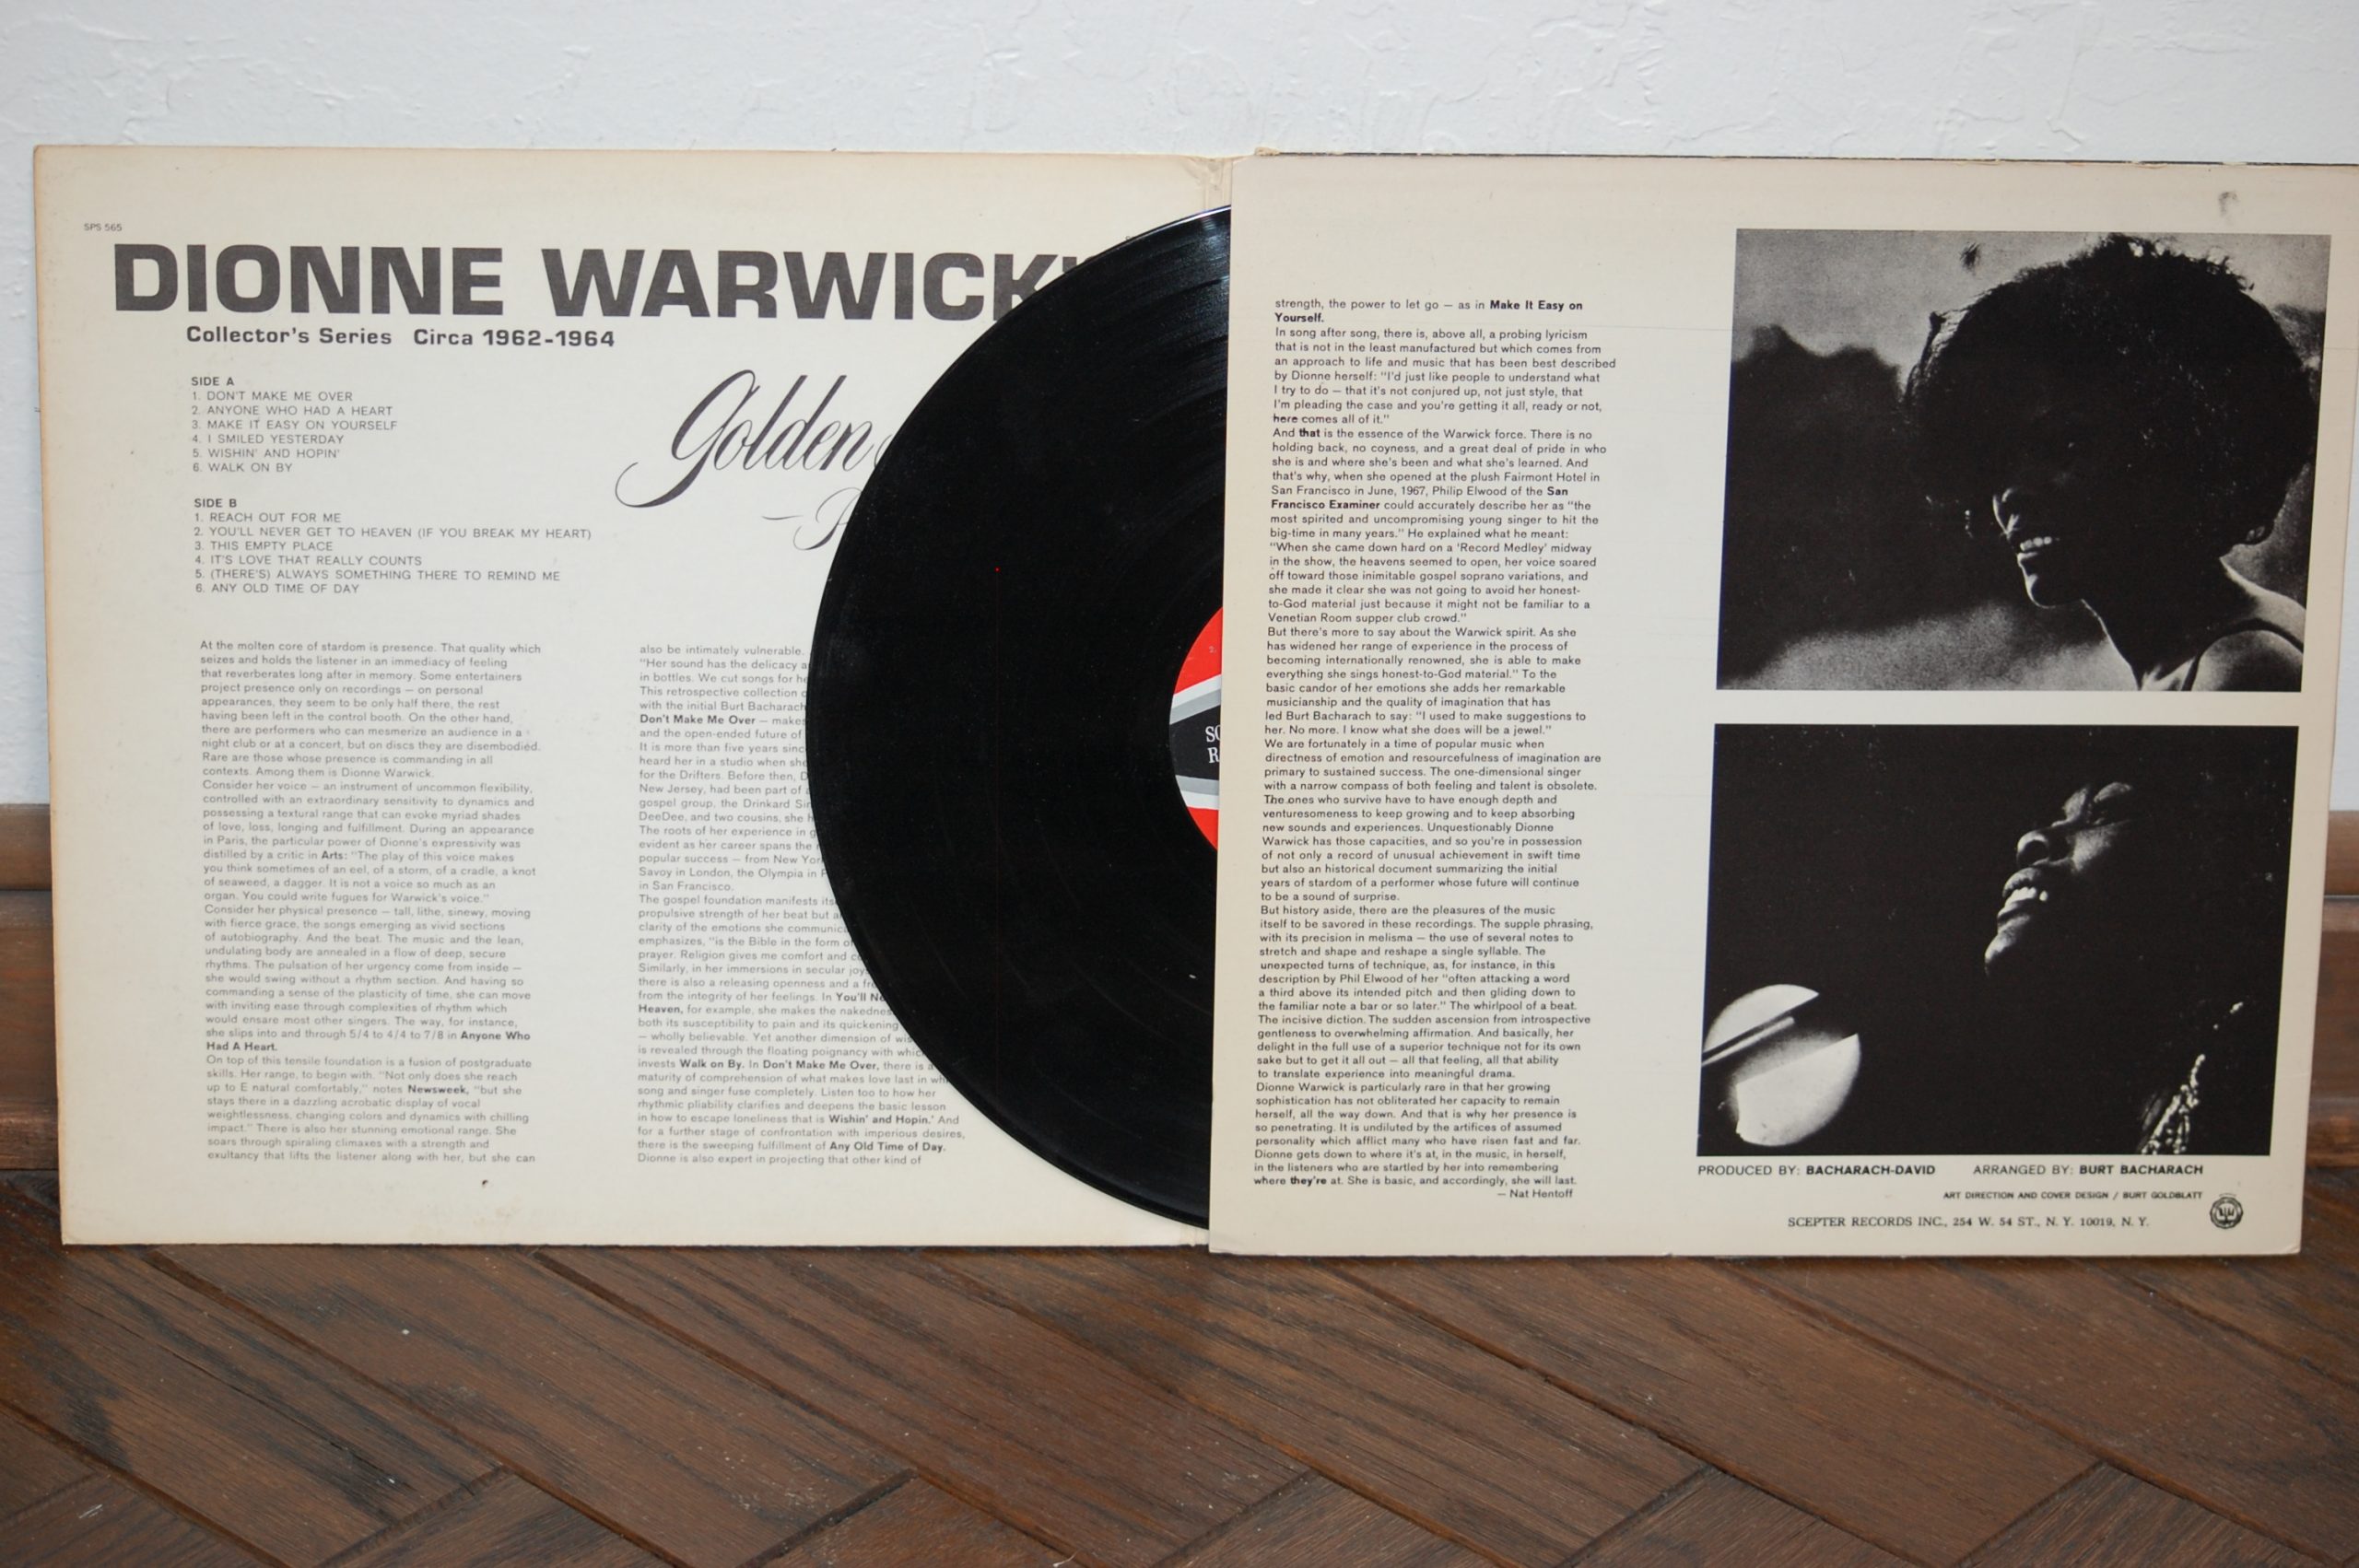 SPS 565
DIONNE WARWICK'
Collector's Series Circa 1962-1964
SIDE A
1. DON'T MAKE ME OVER
2. ANYONE WHO HAD A HEART
3. MAKE IT EASY ON YOURSELF
4. I SMILED YESTERDAY
5. WISHIN' AND HOPIN'
6. WALK ON BY
SIDE B
1. REACH OUT FOR ME
2. YOU'LL NEVER GET TO HEAVEN (IF YOU BREAK MY HEART)
3. THIS EMPTY PLACE
4. IT'S LOVE THAT REALLY COUNTS
5. (THERE'S) ALWAYS SOMETHING THERE TO REMIND ME
6. ANY OLD TIME OF DAY
Golden
At the molten core of stardom is presence. That quality which
seizes and holds the listener in an immediacy of feeling
that reverberates long after in memory. Some entertainers
project presence only on recordings — on personal
appearances, they seem to be only half there, the rest
having been left in the control booth. On the other hand,
there are performers who can mesmerize an audience in a
night club or at a concert, but on discs they are disembodied.
Rare are those whose presence is commanding in all
contexts. Among them is Dionne Warwick.
Consider her voice — an instrument of uncommon flexibility,
controlled with an extraordinary sensitivity to dynamics and
possessing a textural range that can evoke myriad shades
of love, loss, longing and fulfillment. During an appearance
in Paris, the particular power of Dionne's expressivity was
distilled by a critic in Arts: "The play of this voice makes
you think sometimes of an eel, of a storm, of a cradle, a knot
of seaweed, a dagger. It is not a voice so much as an
organ. You could write fugues for Warwick's voice."
Consider her physical presence — tall, lithe, sinewy, moving
with fierce grace, the songs emerging as vivid sections
of autobiography. And the beat. The music and the lean,
undulating body are annealed in a flow of deep, secure
rhythms. The pulsation of her urgency come from inside —
she would swing without a rhythm section. And having so
commanding a sense of the plasticity of time, she can move
with inviting ease through complexities of rhythm which
would ensare most other singers. The way, for instance,
she slips into and through 5/4 to 4/4 to 7/8 in Anyone Who
Had A Heart.
On top of this tensile foundation is a fusion of postgraduate
skills. Her range, to begin with. "Not only does she reach
up to E natural comfortably," notes Newsweek, "but she
stays there in a dazzling acrobatic display of vocal
weightlessness, changing colors and dynamics with chilling
impact." There is also her stunning emotional range. She
soars through spiraling climaxes with a strength and
exultancy that lifts the listener along with her, but she can
also be intimately vulnerable.
"Her sound has the delicacy a
in bottles. We cut songs for he
This retrospective collection o
with the initial Burt Bacharach
Don't Make Me Over — makes
and the open-ended future of
It is more than five years sinc
heard her in a studio when she
for the Drifters. Before then, D
New Jersey, had been part of a
gospel group, the Drinkard Sin
DeeDee, and two cousins, she h
The roots of her experience in g
evident as her career spans the
popular success — from New Yor
Savoy in London, the Olympia in P
in San Francisco.
The gospel foundation manifests its
propulsive strength of her beat but a
clarity of the emotions she communic
emphasizes, "is the Bible in the form of
prayer. Religion gives me comfort and c
Similarly, in her immersions in secular joy
there is also a releasing openness and a fr
from the integrity of her feelings. In You'll Ne
Heaven, for example, she makes the nakednes
both its susceptibility to pain and its quickening
— wholly believable. Yet another dimension of wis
is revealed through the floating poignancy with whic
invests Walk on By. In Don't Make Me Over, there is a
maturity of comprehension of what makes love last in wh
song and singer fuse completely. Listen too to how her
rhythmic pliability clarifies and deepens the basic lesson
in how to escape loneliness that is Wishin' and Hopin.' And
for a further stage of confrontation with imperious desires,
there is the sweeping fulfillment of Any Old Time of Day.
Dionne is also expert in projecting that other kind of
strength, the power to let go — as in Make It Easy on
Yourself.
In song after song, there is, above all, a probing lyricism
that is not in the least manufactured but which comes from
an approach to life and music that has been best described
by Dionne herself: "I'd just like people to understand what
I try to do — that it's not conjured up, not just style, that
I'm pleading the case and you're getting it all, ready or not,
here comes all of it."
And that is the essence of the Warwick force. There is no
holding back, no coyness, and a great deal of pride in who
she is and where she's been and what she's learned. And
that's why, when she opened at the plush Fairmont Hotel in
San Francisco in June, 1967, Philip Elwood of the San
Francisco Examiner could accurately describe her as "the
most spirited and uncompromising young singer to hit the
big-time in many years." He explained what he meant:
"When she came down hard on a 'Record Medley' midway
in the show, the heavens seemed to open, her voice soared
off toward those inimitable gospel soprano variations, and
she made it clear she was not going to avoid her honest-
to-God material just because it might not be familiar to a
Venetian Room supper club crowd."
But there's more to say about the Warwick spirit. As she
has widened her range of experience in the process of
becoming internationally renowned, she is able to make
everything she sings honest-to-God material." To the
basic candor of her emotions she adds her remarkable
musicianship and the quality of imagination that has
led Burt Bacharach to say: "I used to make suggestions to
her. No more. I know what she does will be a jewel."
We are fortunately in a time of popular music when
directness of emotion and resourcefulness of imagination are
primary to sustained success. The one-dimensional singer
with a narrow compass of both feeling and talent is obsolete.
The ones who survive have to have enough depth and
venturesomeness to keep growing and to keep absorbing
new sounds and experiences. Unquestionably Dionne
Warwick has those capacities, and so you're in possession
of not only a record of unusual achievement in swift time
but also an historical document summarizing the initial
years of stardom of a performer whose future will continue
to be a sound of surprise.
But history aside, there are the pleasures of the music
itself to be savored in these recordings. The supple phrasing,
with its precision in melisma — the use of several notes to
stretch and shape and reshape a single syllable. The
unexpected turns of technique, as, for instance, in this
description by Phil Elwood of her "often attacking a word
a third above its intended pitch and then gliding down to
the familiar note a bar or so later." The whirlpool of a beat.
The incisive diction. The sudden ascension from introspective
gentleness to overwhelming affirmation. And basically, her
delight in the full use of a superior technique not for its own
sake but to get it all out — all that feeling, all that ability
to translate experience into meaningful drama.
Dionne Warwick is particularly rare in that her growing
sophistication has not obliterated her capacity to remain
herself, all the way down. And that is why her presence is
so penetrating. It is undiluted by the artifices of assumed
personality which afflict many who have risen fast and far.
Dionne gets down to where it's at, in the music, in herself,
in the listeners who are startled by her into remembering
where they're at. She is basic, and accordingly, she will last.
— Nat Hentoff
PRODUCED BY: BACHARACH-DAVID ARRANGED BY: BURT BACHARACH
ART DIRECTION AND COVER DESIGN / BURT GOLDBLATT
SCEPTER RECORDS INC., 254 W. 54 ST., N. Y. 10019, N. Y.